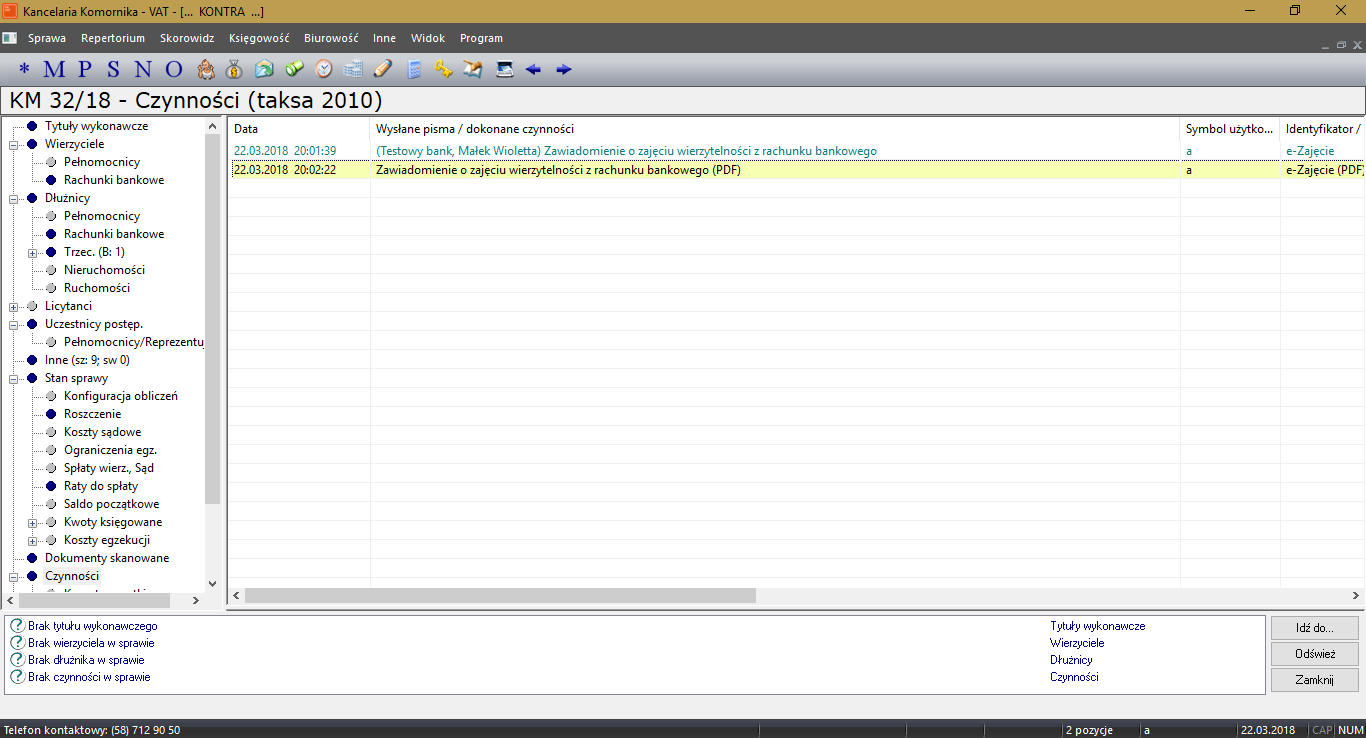 Kancelaria Komornika - VAT - [... KONTRA ...]
Sprawa Repertorium Skorowidz Księgowość Biurowość Inne Widok Program
* M P S N O
KM 32/18 - Czynności (taksa 2010)
Tytuły wykonawcze
Wierzyciele
Pełnomocnicy
Rachunki bankowe
Dłużnicy
Pełnomocnicy
Rachunki bankowe
Trzec. (B: 1)
Nieruchomości
Ruchomości
Licytanci
Uczestnicy postęp.
Pełnomocnicy/Reprezentu
Inne (sz: 9; sw 0)
Stan sprawy
Konfiguracja obliczeń
Roszczenie
Koszty sądowe
Ograniczenia egz.
Spłaty wierz., Sąd
Raty do spłaty
Saldo początkowe
Kwoty księgowane
Koszty egzekucji
Dokumenty skanowane
Czynności
Data Wysłane pisma / dokonane czynności Symbol użytko... Identyfikator /
22.03.2018 20:01:39 (Testowy bank, Małek Wioletta) Zawiadomienie o zajęciu wierzytelności z rachunku bankowego a e-Zajęcie
22.03.2018 20:02:22 Zawiadomienie o zajęciu wierzytelności z rachunku bankowego (PDF) a e-Zajęcie (PDF)
Brak tytułu wykonawczego Tytuły wykonawcze
Brak wierzyciela w sprawie Wierzyciele
Brak dłużnika w sprawie Dłużnicy
Brak czynności w sprawie Czynności
Idź do...
Odśwież
Zamknij
Telefon kontaktowy: (58) 712 90 50 2 pozycje a 22.03.2018 CAP NUM